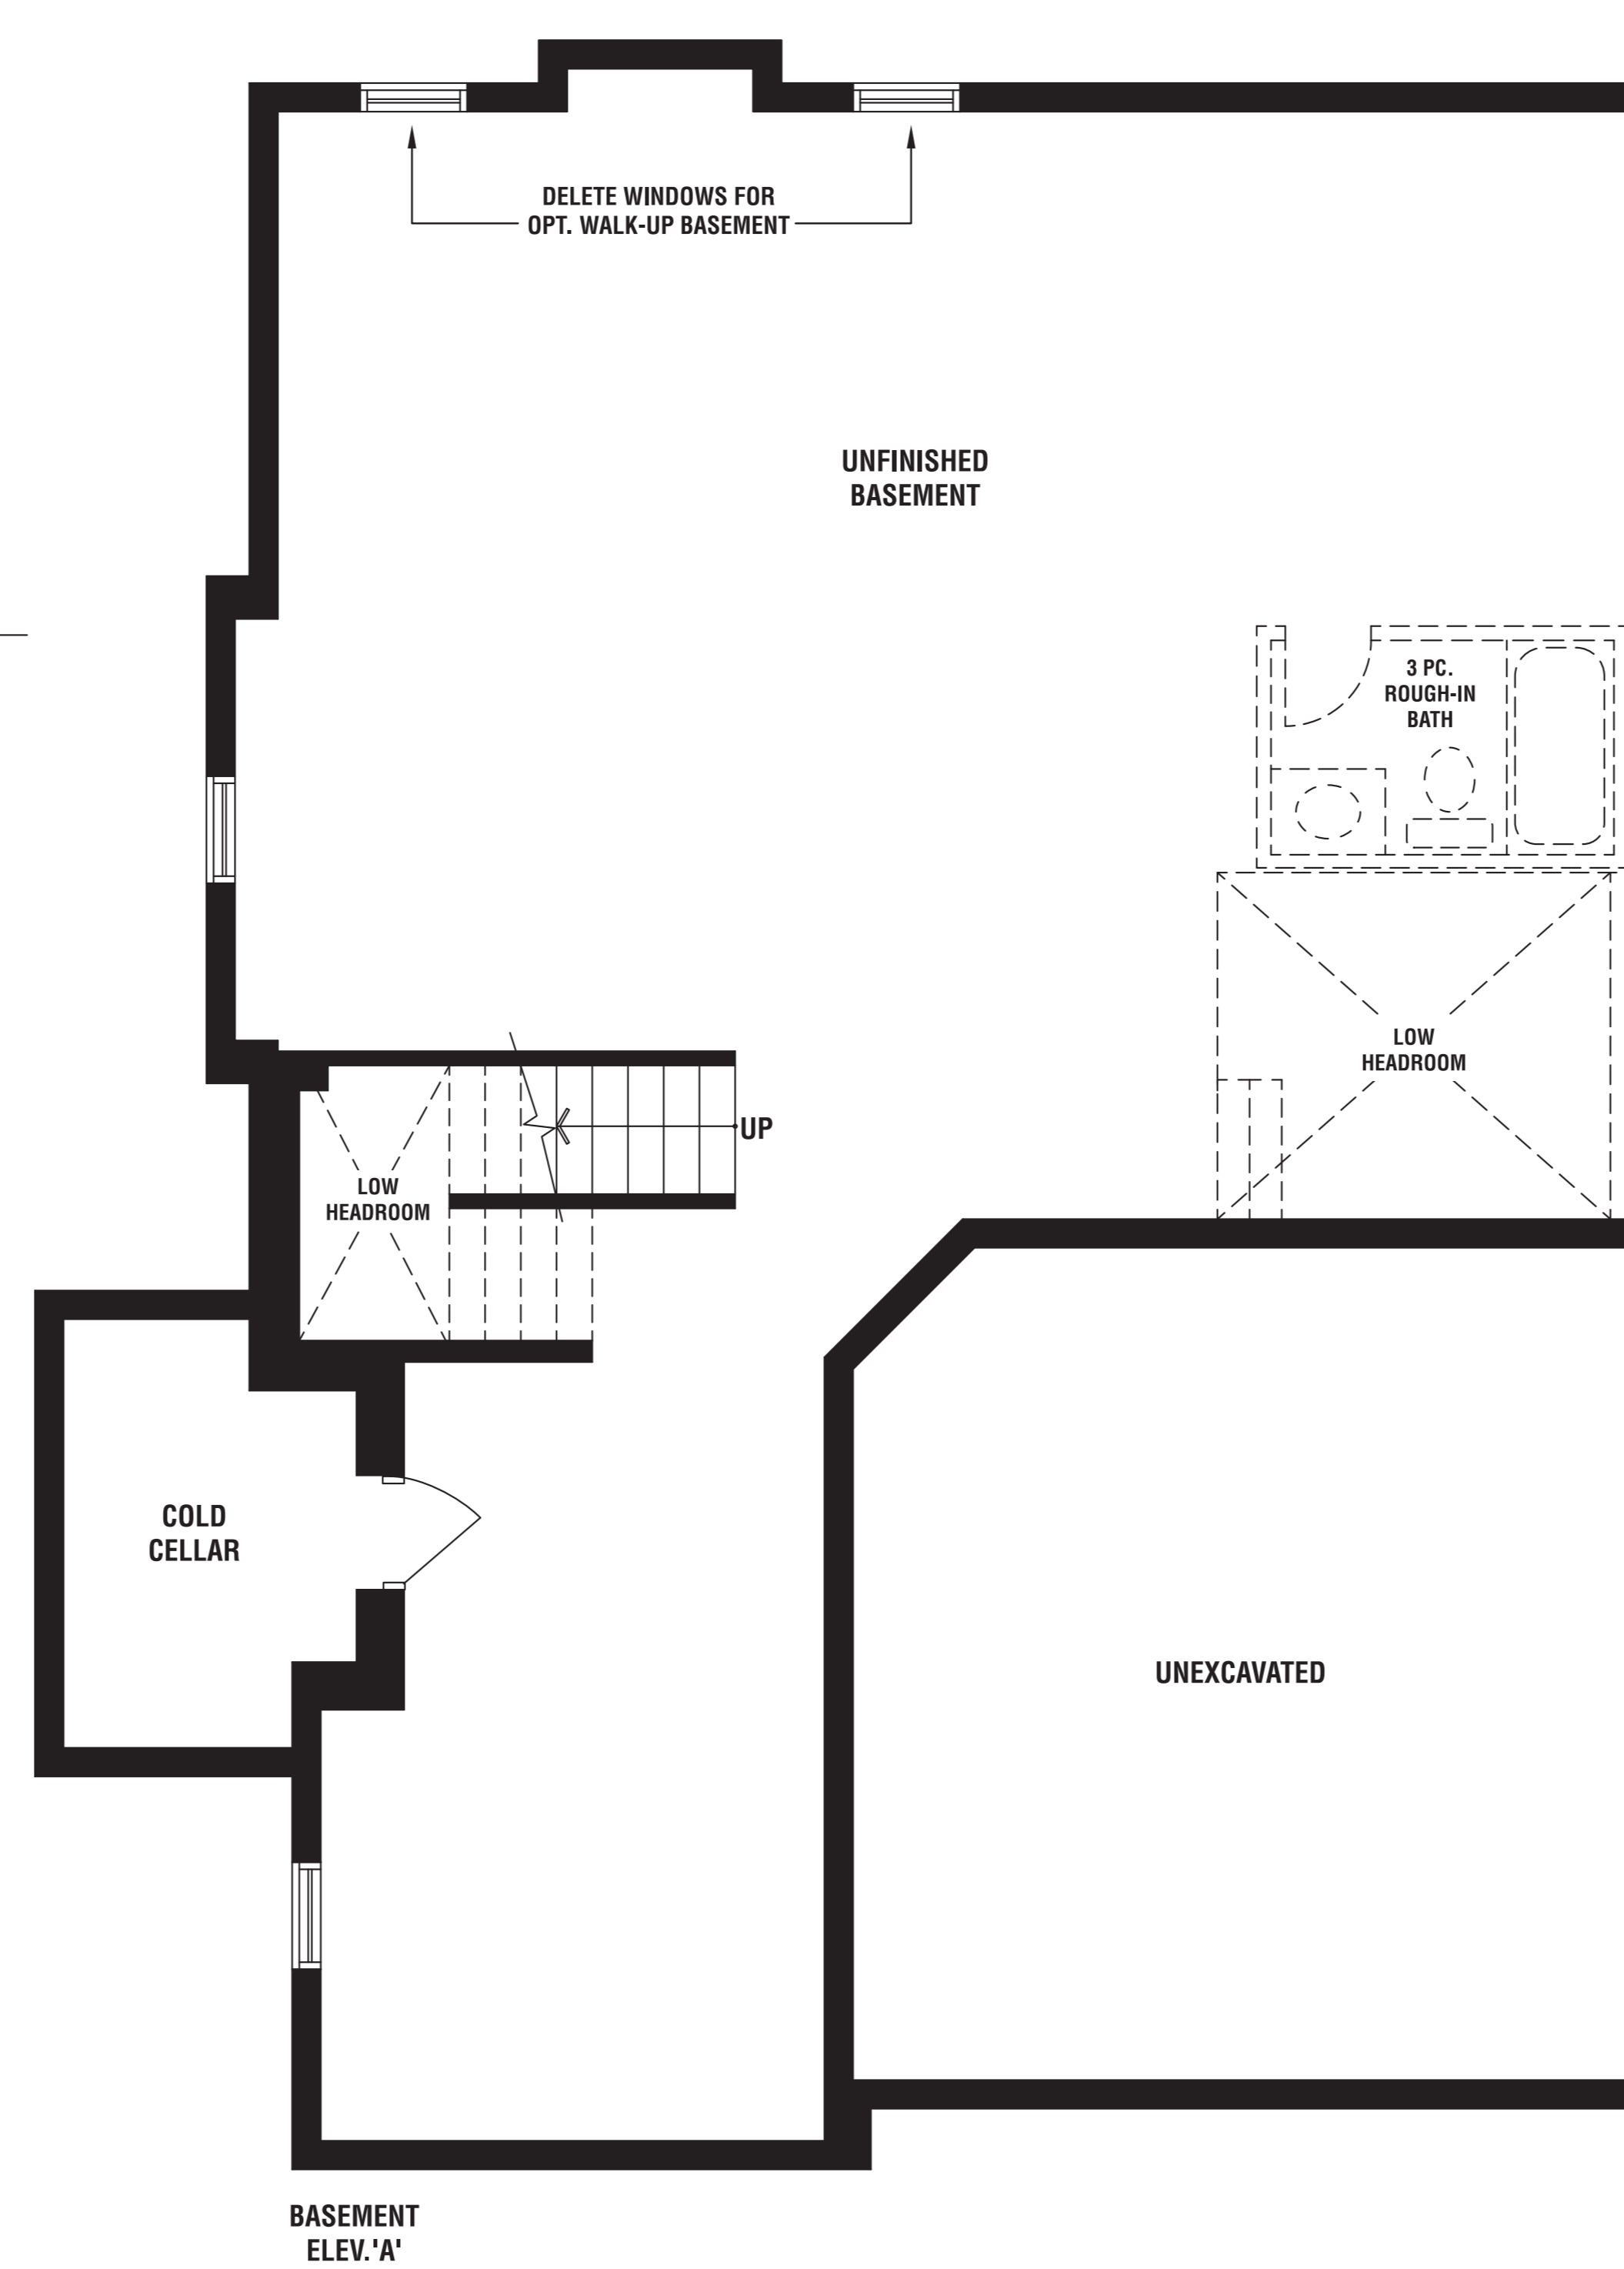 DELETE WINDOWS FOR
OPT. WALK-UP BASEMENT
UNFINISHED
BASEMENT
3 PC.
ROUGH-IN
BATH
LOW
HEADROOM
UP
LOW
HEADROOM
COLD
CELLAR
UNEXCAVATED
BASEMENT
ELEV.'A'